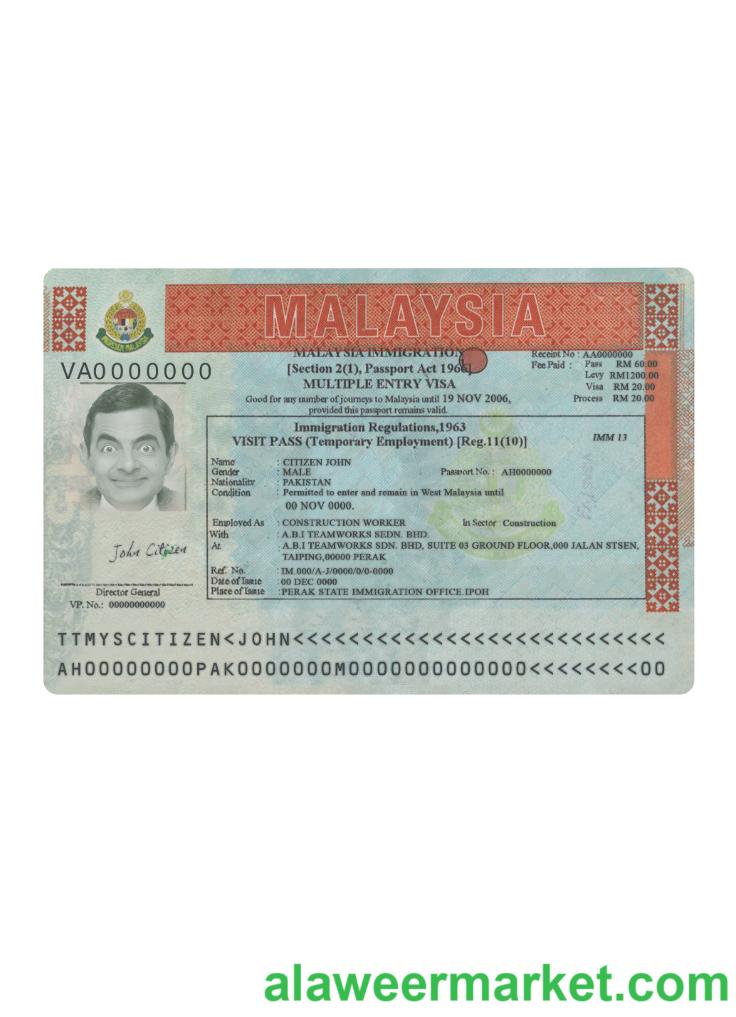 MALAYSIA
MALAYSIA IMMIGRATION
[Section 2(1), Passport Act 1966]
MULTIPLE ENTRY VISA
Good for any number of journeys to Malaysia until 19 NOV 2006,
provided this passport remains valid.
Receipt No : AA0000000
Fee Paid : Pass RM 60.00
Levy RM1200.00
Visa RM 20.00
Process RM 20.00
VA0000000
Immigration Regulations,1963
VISIT PASS (Temporary Employment) [Reg.11(10)]
IMM 13
Name : CITIZEN JOHN
Gender : MALE Passport No. : AH0000000
Nationality : PAKISTAN
Condition : Permitted to enter and remain in West Malaysia until
00 NOV 0000.
Employed As : CONSTRUCTION WORKER In Sector : Construction
With : A.B.I TEAMWORKS SEDN. BHD.
At : A.B.I TEAMWORKS SDN. BHD, SUITE 03 GROUND FLOOR,000 JALAN STSEN,
TAIPING,00000 PERAK
Ref. No. : IM.000/A-J/0000/0/0-0000
Date of Issue : 00 DEC 0000
Place of Issue : PERAK STATE IMMIGRATION OFFICE.IPOH
John Citizen
Director General
VP. No.: 00000000000
TTMYSCITIZEN<JOHN<<<<<<<<<<<<<<<<<<<<<<<<<<<
AH00000000PAK0000000M0000000000000<<<<<<<<00
alaweermarket.com